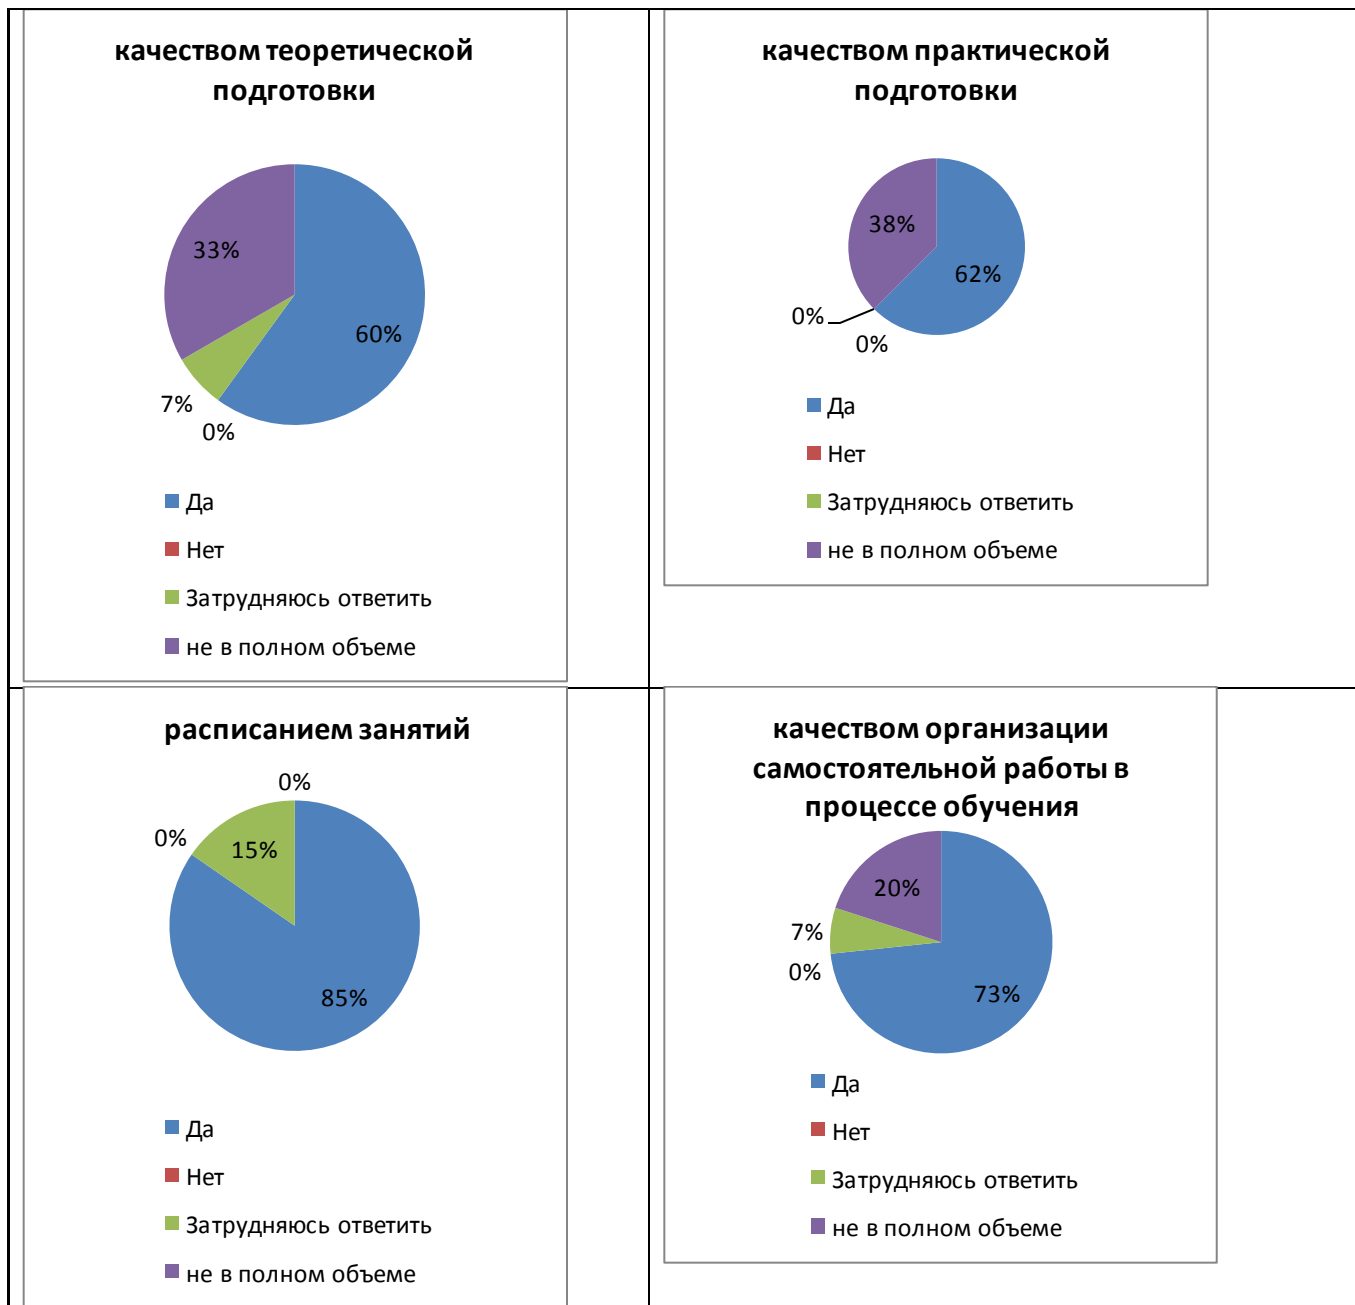 качеством теоретической
подготовки
33%
60%
7%
0%
Да
Нет
Затрудняюсь ответить
не в полном объеме
качеством практической
подготовки
38%
62%
0%
0%
Да
Нет
Затрудняюсь ответить
не в полном объеме
расписанием занятий
0%
0%
15%
85%
Да
Нет
Затрудняюсь ответить
не в полном объеме
качеством организации
самостоятельной работы в
процессе обучения
20%
7%
0%
73%
Да
Нет
Затрудняюсь ответить
не в полном объеме